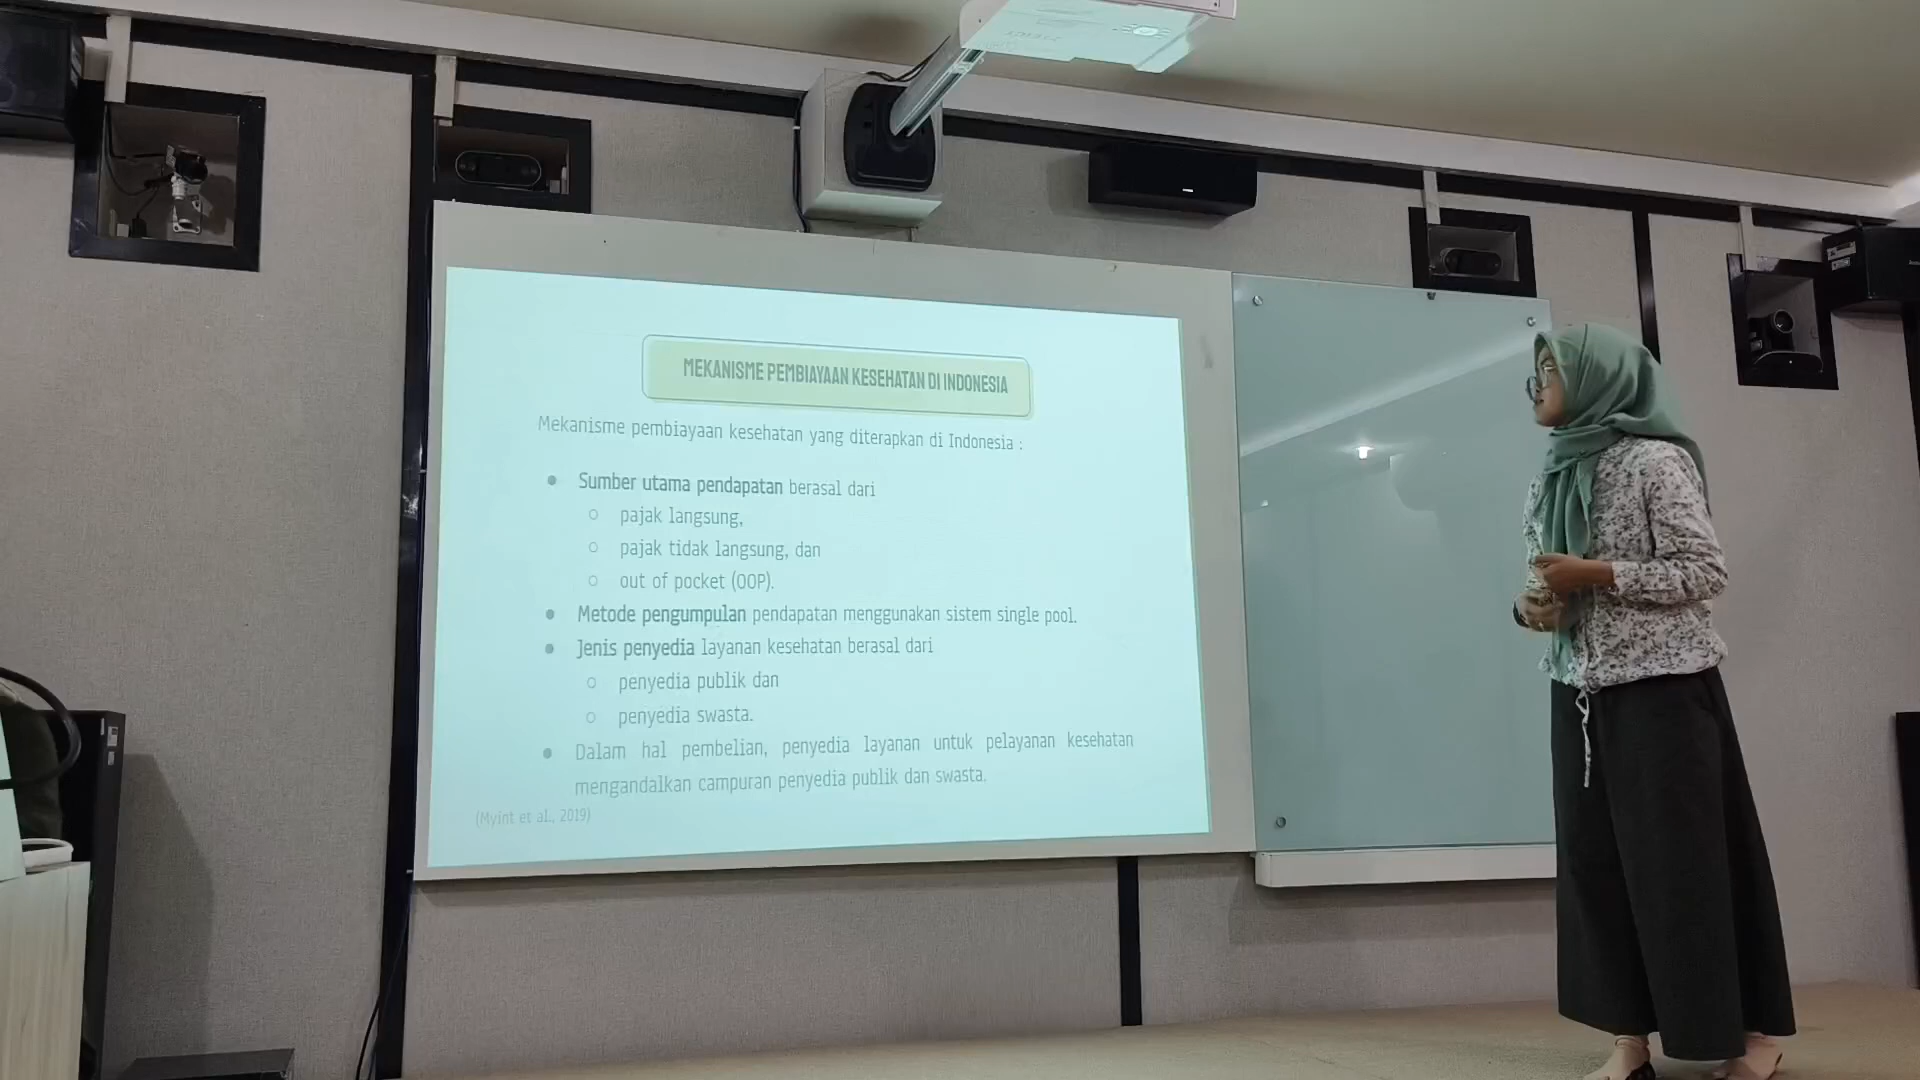 MEKANISME PEMBIAYAAN KESEHATAN DI INDONESIA
Mekanisme pembiayaan kesehatan yang diterapkan di Indonesia :
● Sumber utama pendapatan berasal dari
○ pajak langsung,
○ pajak tidak langsung, dan
○ out of pocket (OOP).
● Metode pengumpulan pendapatan menggunakan sistem single pool.
● Jenis penyedia layanan kesehatan berasal dari
○ penyedia publik dan
○ penyedia swasta.
● Dalam hal pembelian, penyedia layanan untuk pelayanan kesehatan
mengandalkan campuran penyedia publik dan swasta.
(Myint et al., 2019)